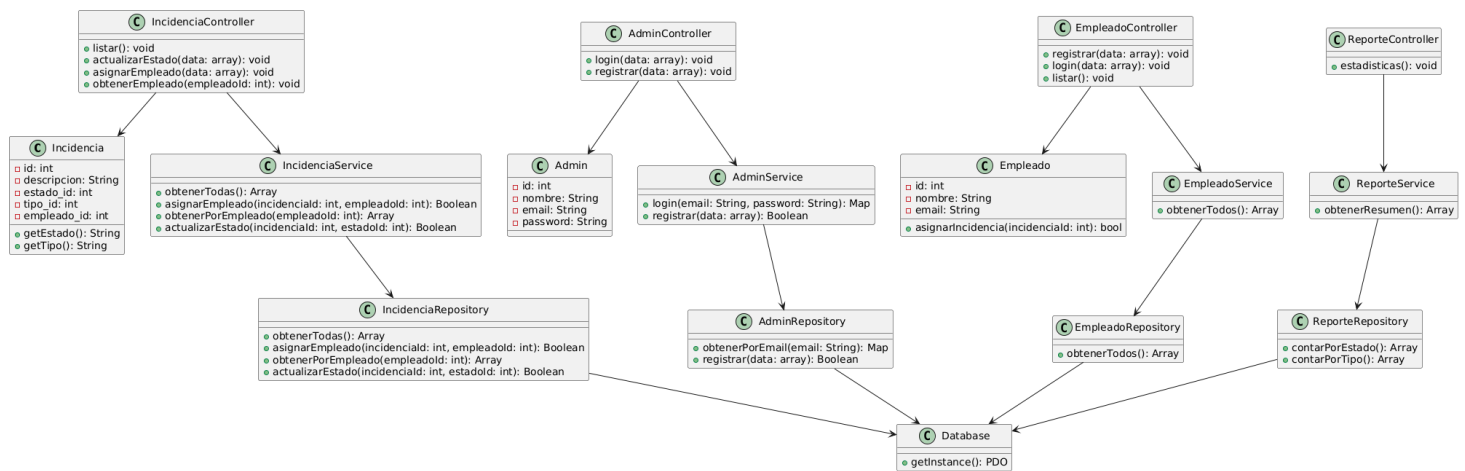 IncidenciaController
listar(): void
actualizarEstado(data: array): void
asignarEmpleado(data: array): void
obtenerEmpleado(empleadoId: int): void
AdminController
login(data: array): void
registrar(data: array): void
EmpleadoController
registrar(data: array): void
login(data: array): void
listar(): void
ReporteController
estadisticas(): void
Incidencia
id: int
descripcion: String
estado_id: int
tipo_id: int
empleado_id: int
getEstado(): String
getTipo(): String
IncidenciaService
obtenerTodas(): Array
asignarEmpleado(incidenciaId: int, empleadoId: int): Boolean
obtenerPorEmpleado(empleadoId: int): Array
actualizarEstado(incidenciaId: int, estadoId: int): Boolean
Admin
id: int
nombre: String
email: String
password: String
AdminService
login(email: String, password: String): Map
registrar(data: array): Boolean
Empleado
id: int
nombre: String
email: String
asignarIncidencia(incidenciaId: int): bool
EmpleadoService
obtenerTodos(): Array
ReporteService
obtenerResumen(): Array
IncidenciaRepository
obtenerTodas(): Array
asignarEmpleado(incidenciaId: int, empleadoId: int): Boolean
obtenerPorEmpleado(empleadoId: int): Array
actualizarEstado(incidenciaId: int, estadoId: int): Boolean
AdminRepository
obtenerPorEmail(email: String): Map
registrar(data: array): Boolean
EmpleadoRepository
obtenerTodos(): Array
ReporteRepository
contarPorEstado(): Array
contarPorTipo(): Array
Database
getInstance(): PDO